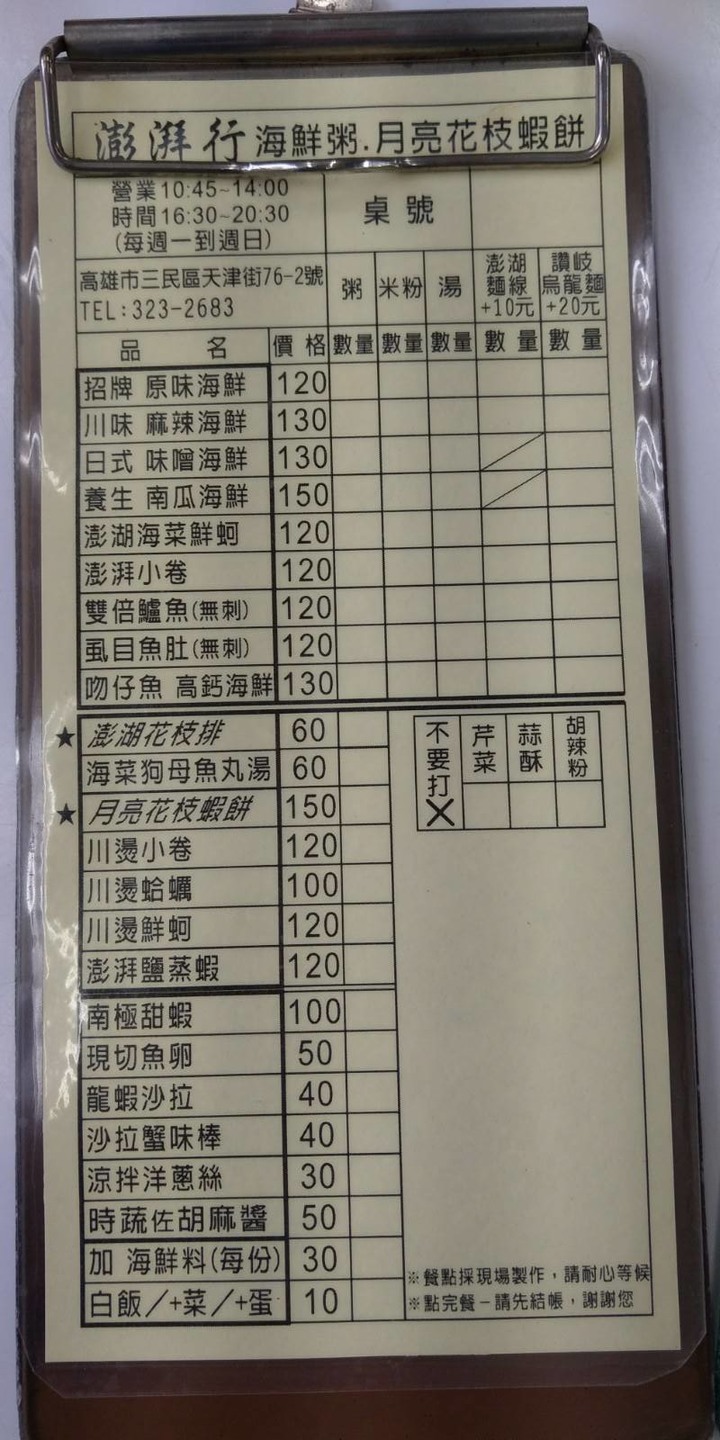 澎湃行 海鮮粥.月亮花枝蝦餅
營業10:45~14:00
時間16:30~20:30
(每週一到週日)
桌 號
高雄市三民區天津街76-2號
TEL:323-2683
粥 米粉 湯 澎湖麵線+10元 讚岐烏龍麵+20元
品 名 價 格 數量 數量 數量 數 量 數 量
招牌 原味海鮮 120
川味 麻辣海鮮 130
日式 味噌海鮮 130
養生 南瓜海鮮 150
澎湖海菜鮮蚵 120
澎湃小卷 120
雙倍鱸魚(無刺) 120
虱目魚肚(無刺) 120
吻仔魚 高鈣海鮮 130
★ 澎湖花枝排 60
海菜狗母魚丸湯 60
★ 月亮花枝蝦餅 150
川燙小卷 120
川燙蛤蠣 100
川燙鮮蚵 120
澎湃鹽蒸蝦 120
不要打X 芹菜 蒜酥 胡辣粉
南極甜蝦 100
現切魚卵 50
龍蝦沙拉 40
沙拉蟹味棒 40
涼拌洋蔥絲 30
時蔬佐胡麻醬 50
加 海鮮料(每份) 30
白飯/+菜/+蛋 10
※餐點採現場製作,請耐心等候
※點完餐-請先結帳,謝謝您